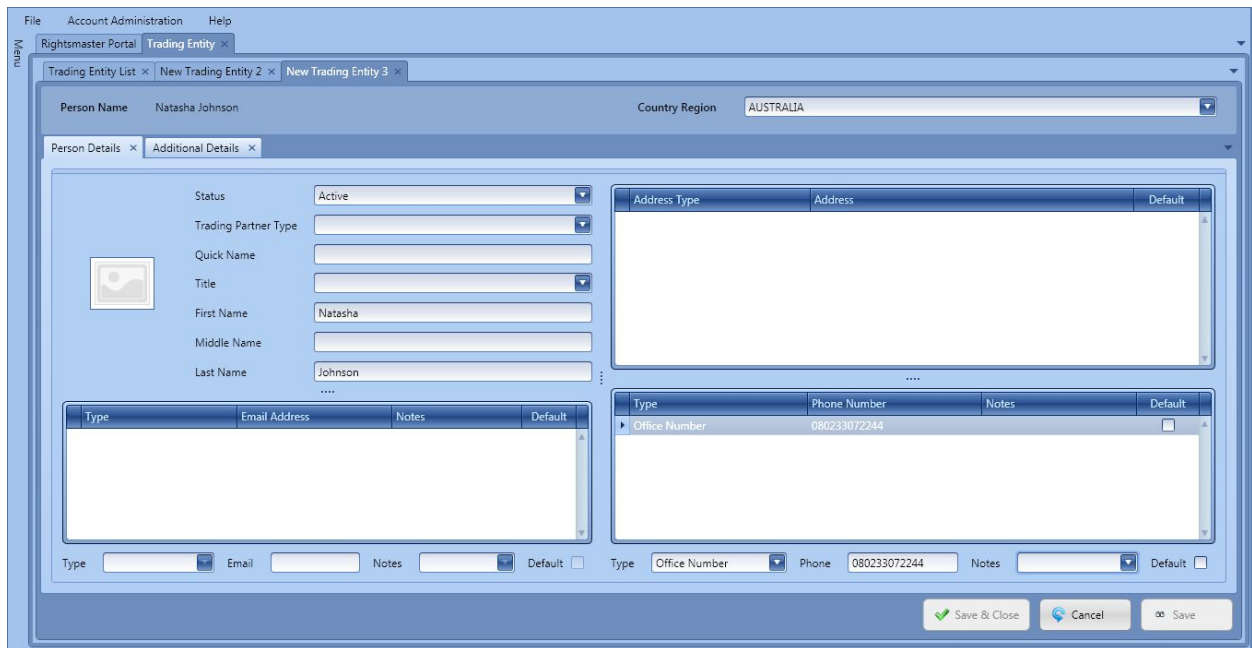 File Account Administration Help
Menu
Rightsmaster Portal Trading Entity ×
Trading Entity List × New Trading Entity 2 × New Trading Entity 3 ×
Person Name Natasha Johnson Country Region AUSTRALIA
Person Details × Additional Details ×
Status Active
Trading Partner Type
Quick Name
Title
First Name Natasha
Middle Name
Last Name Johnson
Address Type Address Default
Type Email Address Notes Default
Type Phone Number Notes Default
Office Number 080233072244
Type Email Notes Default
Type Office Number Phone 080233072244 Notes Default
Save & Close Cancel Save